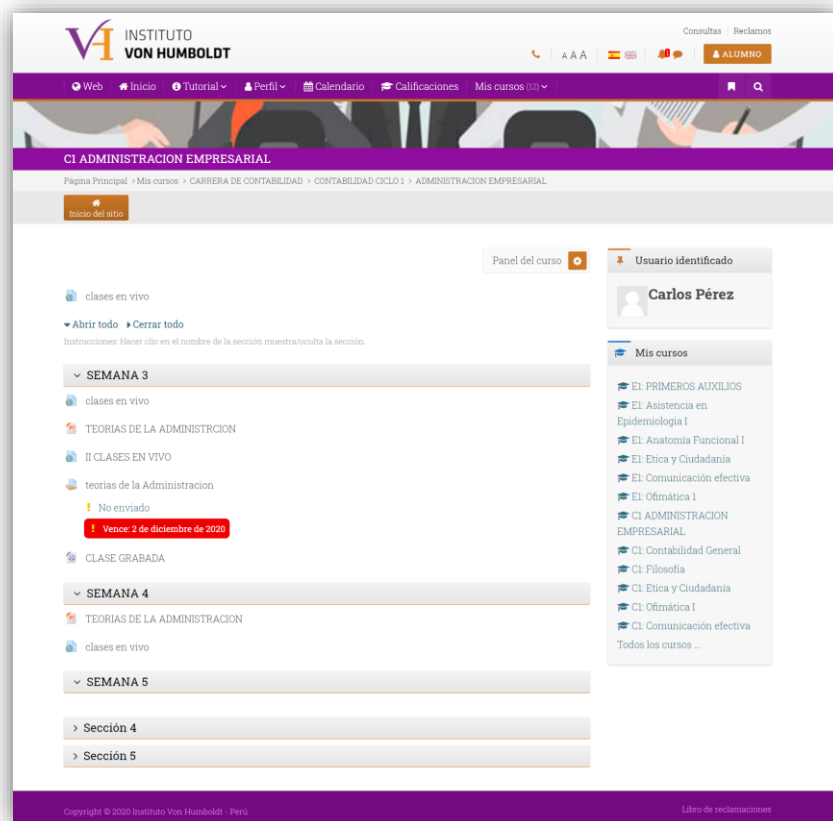 INSTITUTO
VON HUMBOLDT
Consultas | Reclamos
A A A
ALUMNO
Web Inicio Tutorial Perfil Calendario Calificaciones Mis cursos (12)
C1 ADMINISTRACION EMPRESARIAL
Página Principal > Mis cursos > CARRERA DE CONTABILIDAD > CONTABILIDAD CICLO 1 > ADMINISTRACION EMPRESARIAL
Inicio del sitio
Panel del curso
clases en vivo
Abrir todo Cerrar todo
Instrucciones: Hacer clic en el nombre de la sección muestra/oculta la sección.
SEMANA 3
clases en vivo
TEORIAS DE LA ADMINISTRCION
II CLASES EN VIVO
teorias de la Administracion
! No enviado
! Vence: 2 de diciembre de 2020
CLASE GRABADA
SEMANA 4
TEORIAS DE LA ADMINISTRACION
clases en vivo
SEMANA 5
Sección 4
Sección 5
Usuario identificado
Carlos Pérez
Mis cursos
E1: PRIMEROS AUXILIOS
E1: Asistencia en
Epidemiologia I
E1: Anatomía Funcional I
E1: Etica y Ciudadanía
E1: Comunicación efectiva
E1: Ofimática 1
C1 ADMINISTRACION
EMPRESARIAL
C1: Contabilidad General
C1: Filosofía
C1: Etica y Ciudadanía
C1: Ofimática I
C1: Comunicación efectiva
Todos los cursos ...
Copyright © 2020 Instituto Von Humboldt - Perú
Libro de reclamaciones